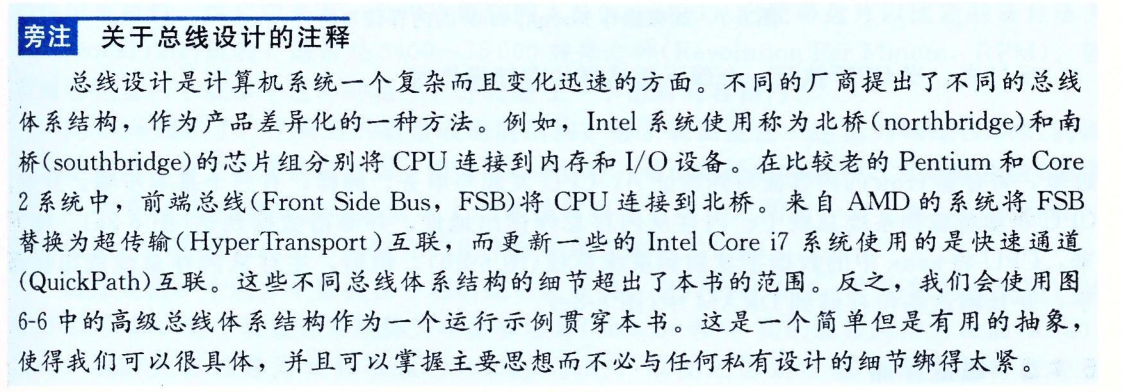 旁注 关于总线设计的注释
总线设计是计算机系统一个复杂而且变化迅速的方面。不同的厂商提出了不同的总线
体系结构，作为产品差异化的一种方法。例如，Intel 系统使用称为北桥(northbridge)和南
桥(southbridge)的芯片组分别将 CPU 连接到内存和 I/O 设备。在比较老的 Pentium 和 Core
2 系统中，前端总线(Front Side Bus，FSB)将 CPU 连接到北桥。来自 AMD 的系统将 FSB
替换为超传输(HyperTransport)互联，而更新一些的 Intel Core i7 系统使用的是快速通道
(QuickPath)互联。这些不同总线体系结构的细节超出了本书的范围。反之，我们会使用图
6-6 中的高级总线体系结构作为一个运行示例贯穿本书。这是一个简单但是有用的抽象，
使得我们可以很具体，并且可以掌握主要思想而不必与任何私有设计的细节绑得太紧。